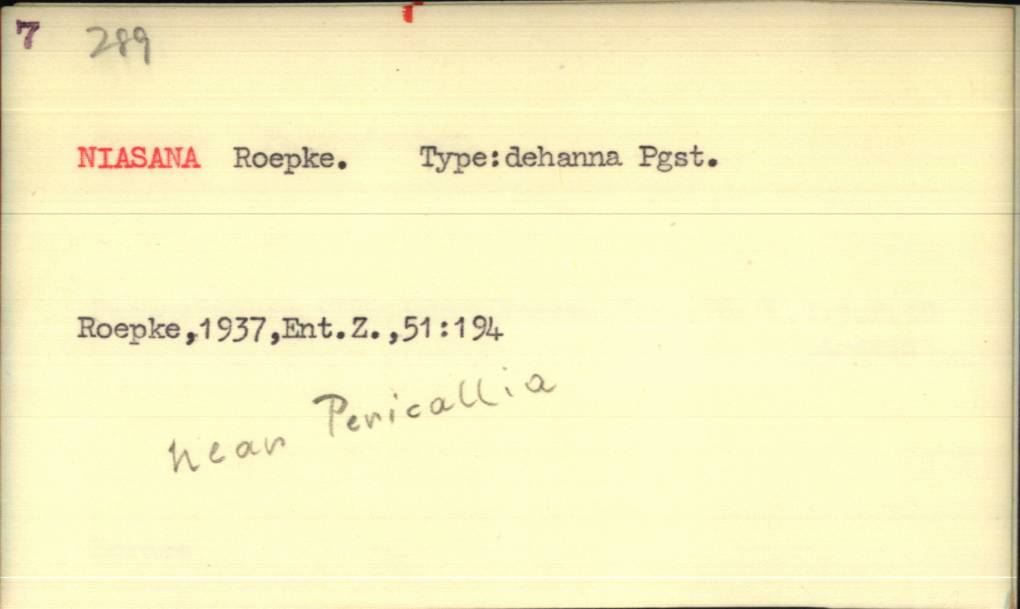 7 289
NIASANA Roepke. Type:dehanna Pgst.
Roepke,1937,Ent.Z.,51:194
near Pericallia